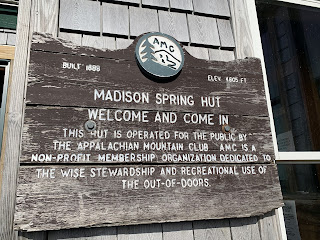 AMC
BUILT 1888
ELEV. 4805 FT
MADISON SPRING HUT
WELCOME AND COME IN
THIS HUT IS OPERATED FOR THE PUBLIC BY
THE APPALACHIAN MOUNTAIN CLUB AMC IS A
NON-PROFIT MEMBERSHIP ORGANIZATION DEDICATED TO
THE WISE STEWARDSHIP AND RECREATIONAL USE OF
THE OUT-OF-DOORS.